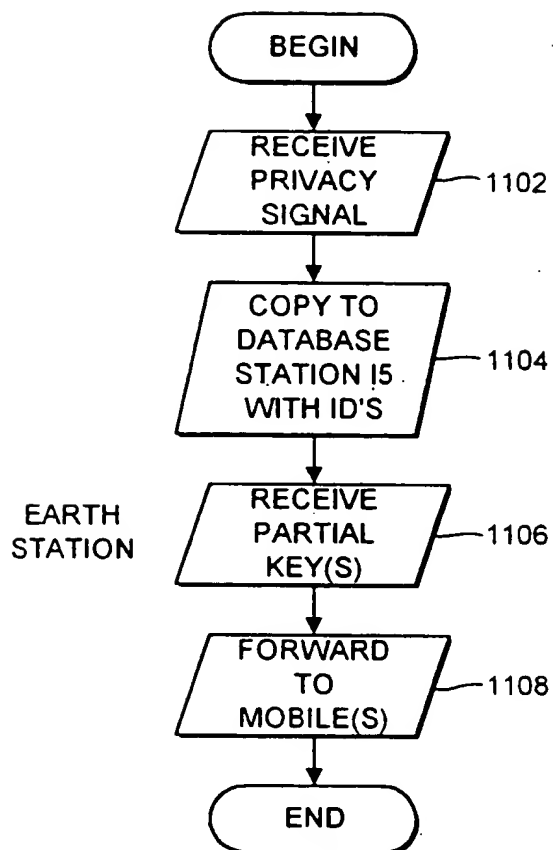 BEGIN
RECEIVE
PRIVACY
SIGNAL
1102
COPY TO
DATABASE
STATION I5
WITH ID'S
1104
EARTH
STATION
RECEIVE
PARTIAL
KEY(S)
1106
FORWARD
TO
MOBILE(S)
1108
END